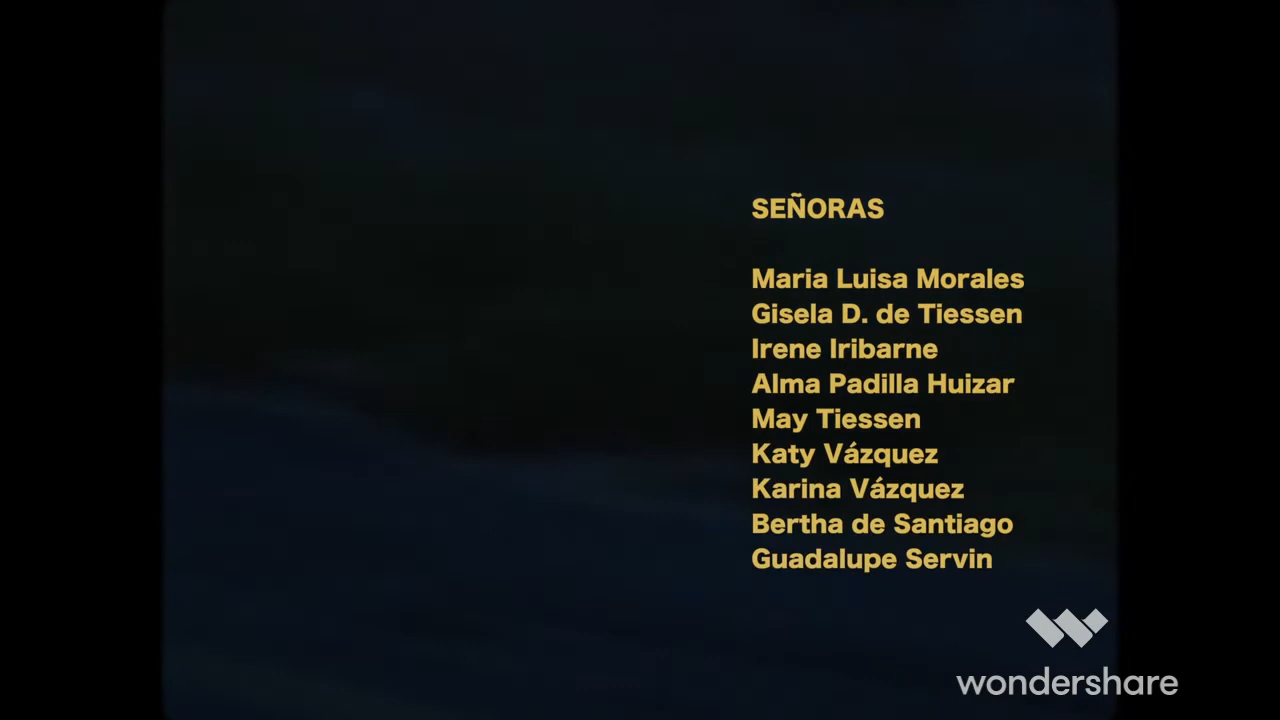 SEÑORAS
Maria Luisa Morales
Gisela D. de Tiessen
Irene Iribarne
Alma Padilla Huizar
May Tiessen
Katy Vázquez
Karina Vázquez
Bertha de Santiago
Guadalupe Servin
wondershare